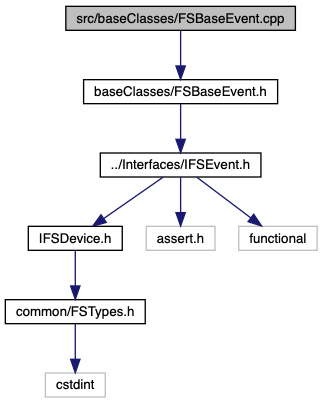 src/baseClasses/FSBaseEvent.cpp
baseClasses/FSBaseEvent.h
../Interfaces/IFSEvent.h
IFSDevice.h
assert.h
functional
common/FSTypes.h
cstdint